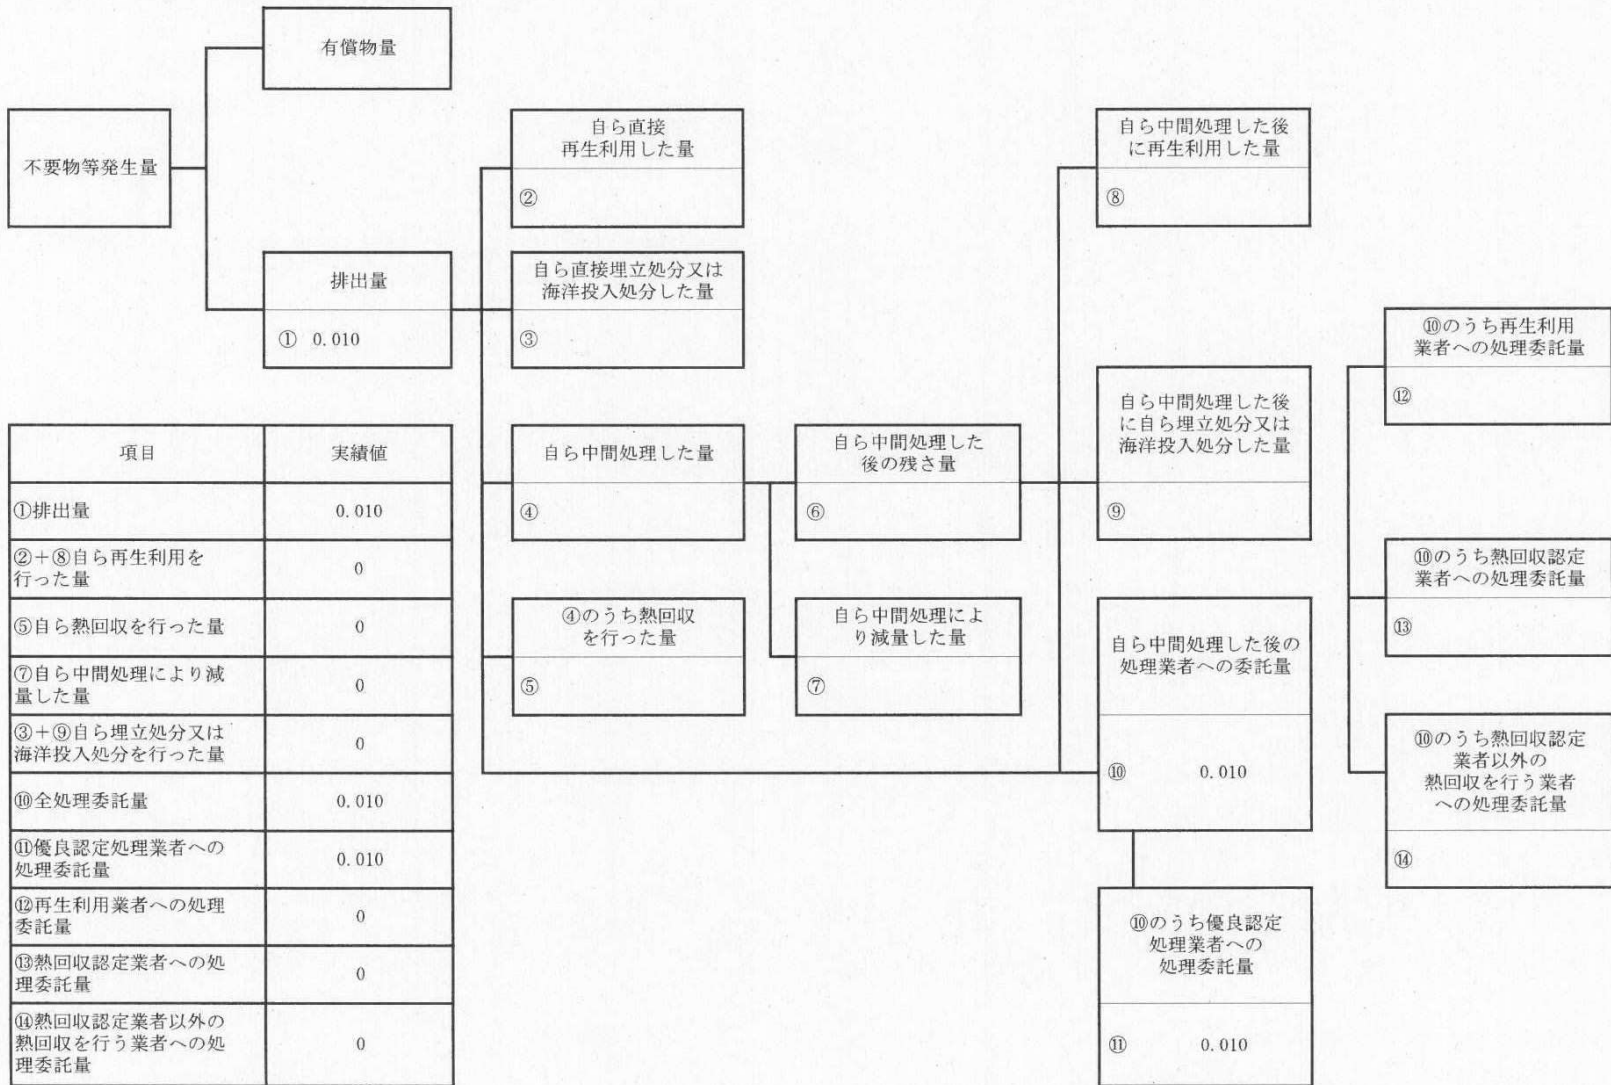 有償物量
不要物等発生量
排出量
① 0.010
自ら直接
再生利用した量
②
自ら直接埋立処分又は
海洋投入処分した量
③
自ら中間処理した量
④
④のうち熱回収
を行った量
⑤
自ら中間処理した
後の残さ量
⑥
自ら中間処理によ
り減量した量
⑦
自ら中間処理した後
に再生利用した量
⑧
自ら中間処理した後
に自ら埋立処分又は
海洋投入処分した量
⑨
自ら中間処理した後の
処理業者への委託量
⑩ 0.010
⑩のうち優良認定
処理業者への
処理委託量
⑪ 0.010
⑩のうち再生利用
業者への処理委託量
⑫
⑩のうち熱回収認定
業者への処理委託量
⑬
⑩のうち熱回収認定
業者以外の
熱回収を行う業者
への処理委託量
⑭
項目 実績値
①排出量 0.010
②+⑧自ら再生利用を
行った量 0
⑤自ら熱回収を行った量 0
⑦自ら中間処理により減
量した量 0
③+⑨自ら埋立処分又は
海洋投入処分を行った量 0
⑩全処理委託量 0.010
⑪優良認定処理業者への
処理委託量 0.010
⑫再生利用業者への処理
委託量 0
⑬熱回収認定業者への処
理委託量 0
⑭熱回収認定業者以外の
熱回収を行う業者への処
理委託量 0